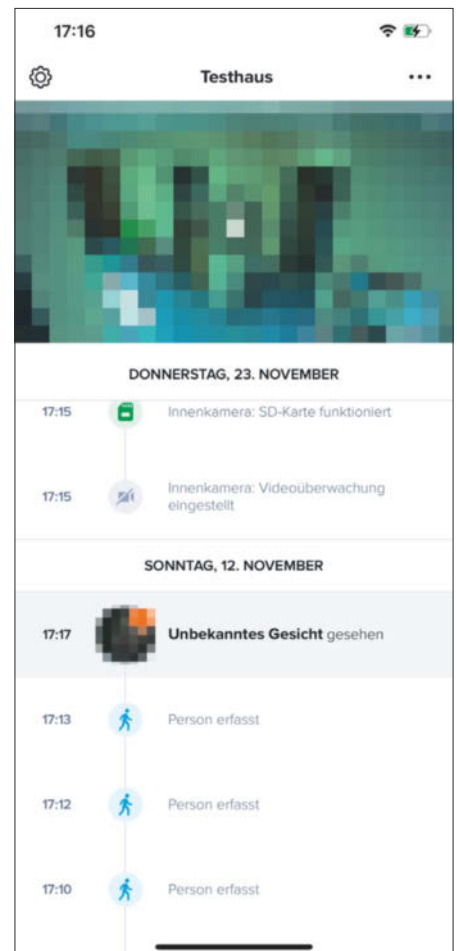 17:16
Testhaus
DONNERSTAG, 23. NOVEMBER
17:15 Innenkamera: SD-Karte funktioniert
17:15 Innenkamera: Videoüberwachung
eingestellt
SONNTAG, 12. NOVEMBER
17:17 Unbekanntes Gesicht gesehen
17:13 Person erfasst
17:12 Person erfasst
17:10 Person erfasst